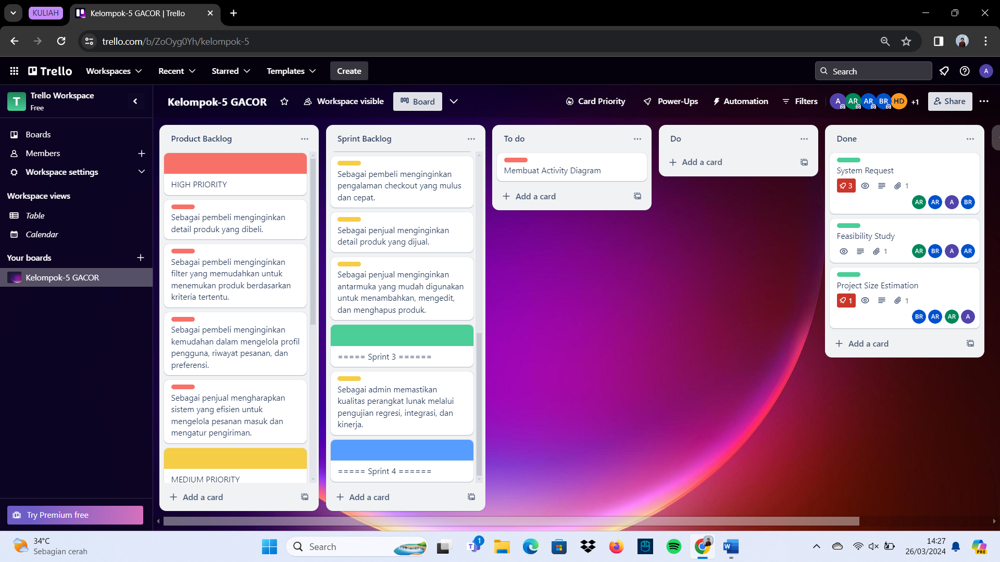 KULIAH
Kelompok-5 GACOR | Trello
trello.com/b/ZoOyg0Yh/kelompok-5
Trello
Workspaces
Recent
Starred
Templates
Create
Search
A
T
Trello Workspace
Free
Kelompok-5 GACOR
Workspace visible
Board
Card Priority
Power-Ups
Automation
Filters
A
AR
AR
BR
HD
+1
Share
Boards
Members
Workspace settings
Workspace views
Table
Calendar
Your boards
Kelompok-5 GACOR
Try Premium free
Product Backlog
HIGH PRIORITY
Sebagai pembeli menginginkan
detail produk yang dibeli.
Sebagai pembeli menginginkan
filter yang memudahkan untuk
menemukan produk berdasarkan
kriteria tertentu.
Sebagai pembeli menginginkan
kemudahan dalam mengelola profil
pengguna, riwayat pesanan, dan
preferensi.
Sebagai penjual mengharapkan
sistem yang efisien untuk
mengelola pesanan masuk dan
mengatur pengiriman.
MEDIUM PRIORITY
Add a card
Sprint Backlog
Sebagai pembeli menginginkan
pengalaman checkout yang mulus
dan cepat.
Sebagai penjual menginginkan
detail produk yang dijual.
Sebagai penjual menginginkan
antarmuka yang mudah digunakan
untuk menambahkan, mengedit,
dan menghapus produk.
===== Sprint 3 ======
Sebagai admin memastikan
kualitas perangkat lunak melalui
pengujian regresi, integrasi, dan
kinerja.
===== Sprint 4 ======
Add a card
To do
Membuat Activity Diagram
Add a card
Do
Add a card
Done
System Request
3
1
AR
AR
A
BR
Feasibility Study
1
AR
BR
A
AR
Project Size Estimation
1
1
BR
AR
AR
A
Add a card
34°C
Sebagian cerah
Search
1
T
W
PRE
14:27
26/03/2024